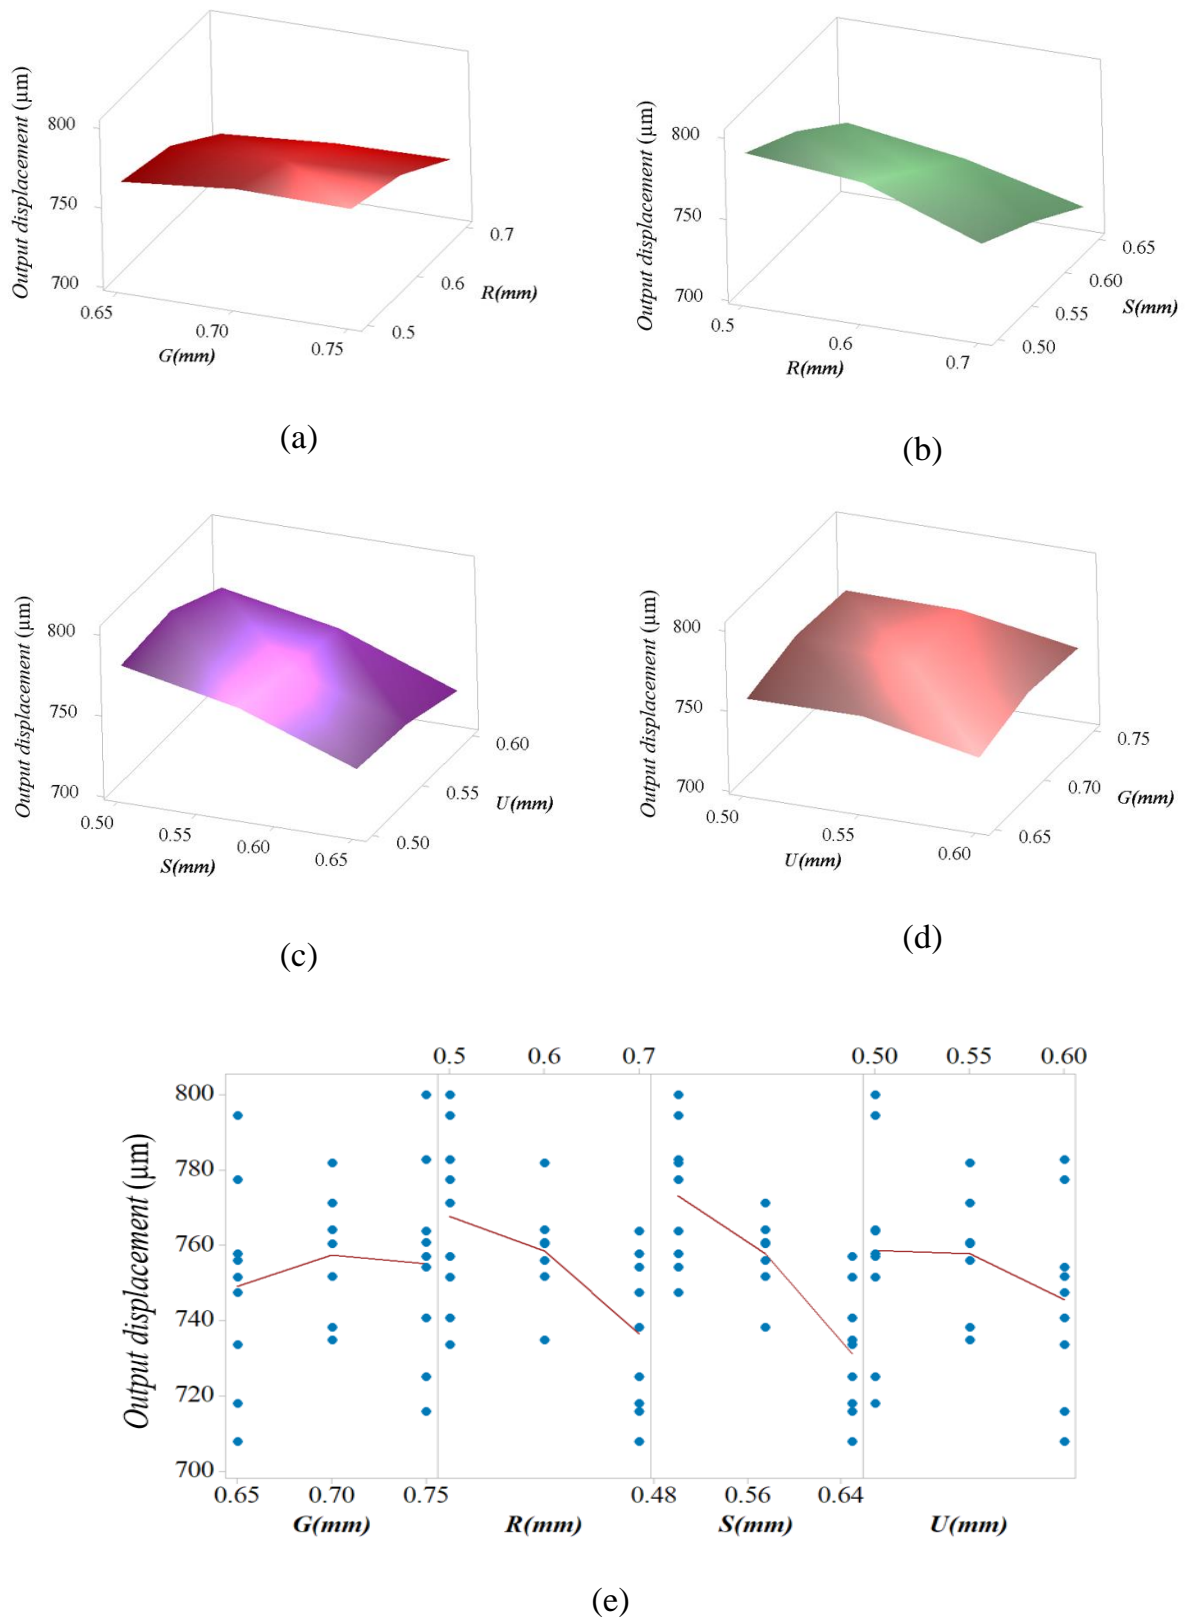 Output displacement (μm)
800
750
700
0.65
0.70
0.75
G(mm)
0.7
0.6
0.5
R(mm)
(a)
Output displacement (μm)
800
750
700
0.5
0.6
0.7
R(mm)
0.65
0.60
0.55
0.50
S(mm)
(b)
Output displacement (μm)
800
750
700
0.50
0.55
0.60
0.65
S(mm)
0.60
0.55
0.50
U(mm)
(c)
Output displacement (μm)
800
750
700
0.50
0.55
0.60
U(mm)
0.75
0.70
0.65
G(mm)
(d)
0.5 0.6 0.7 0.50 0.55 0.60
Output displacement (μm)
800
780
760
740
720
700
0.65 0.70 0.75 0.48 0.56 0.64
G(mm) R(mm) S(mm) U(mm)
(e)